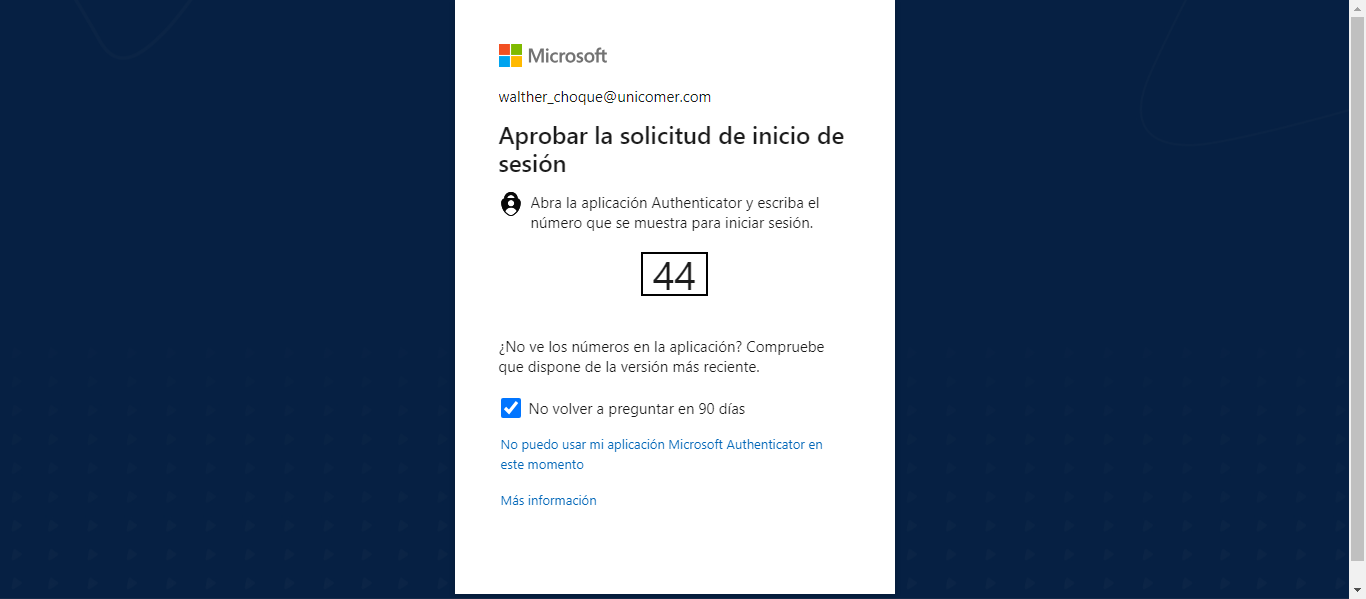 Microsoft
walther_choque@unicomer.com
Aprobar la solicitud de inicio de
sesión
Abra la aplicación Authenticator y escriba el
número que se muestra para iniciar sesión.
44
¿No ve los números en la aplicación? Compruebe
que dispone de la versión más reciente.
No volver a preguntar en 90 días
No puedo usar mi aplicación Microsoft Authenticator en
este momento
Más información